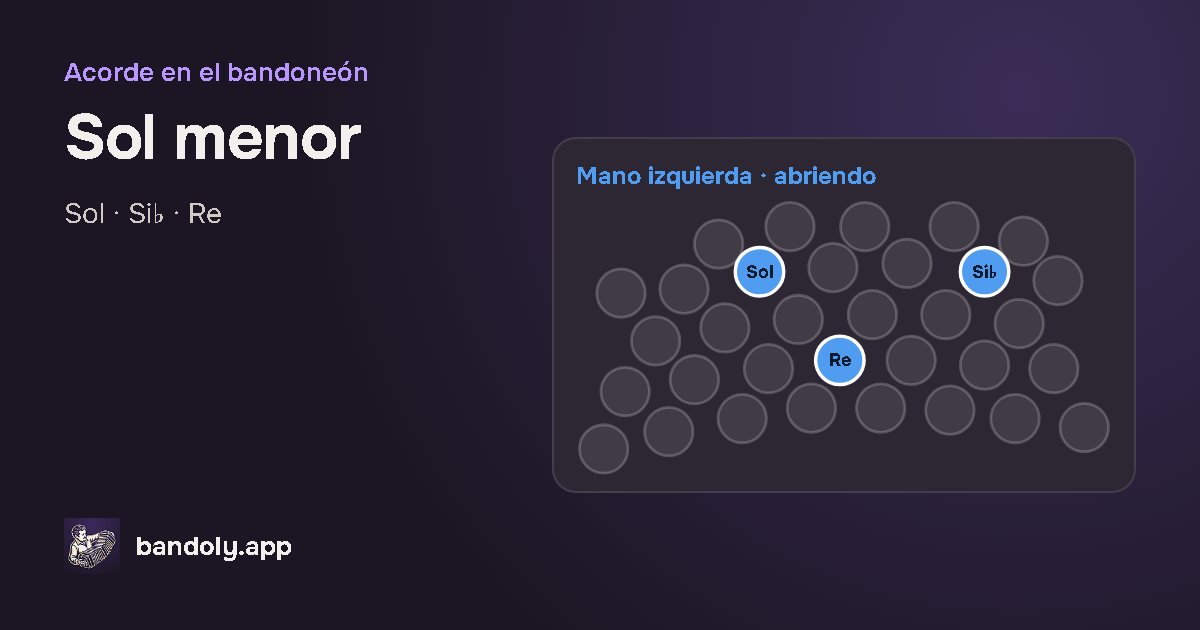 Acorde en el bandoneón
Sol menor
Sol · Si♭ · Re
Mano izquierda · abriendo
Sol
Si♭
Re
bandoly.app